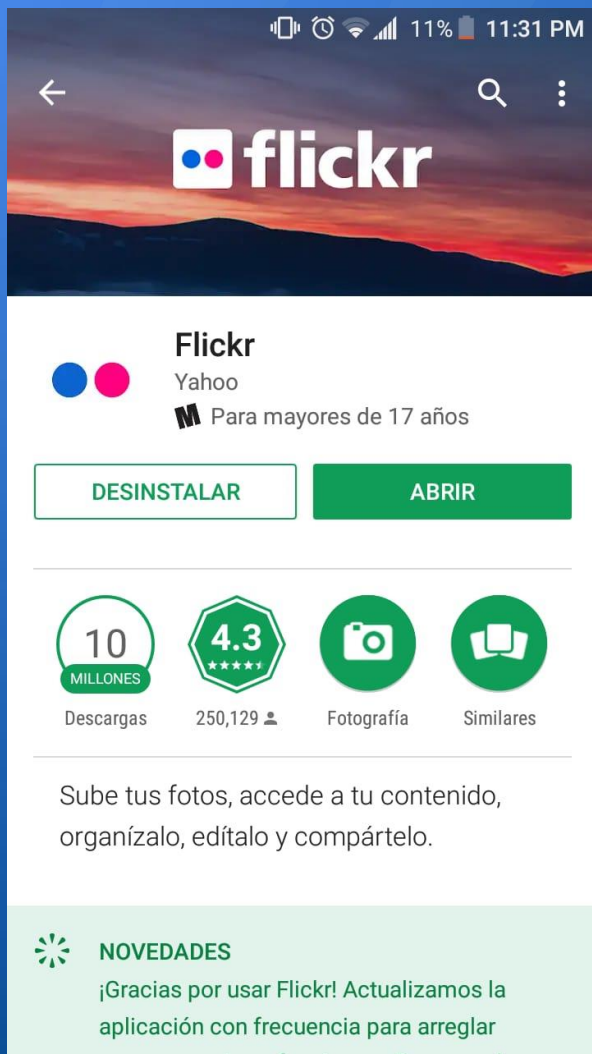 11% 11:31 PM
flickr
Flickr
Yahoo
M Para mayores de 17 años
DESINSTALAR ABRIR
10 4.3
MILLONES
Descargas 250,129 Fotografía Similares
Sube tus fotos, accede a tu contenido,
organízalo, edítalo y compártelo.
NOVEDADES
¡Gracias por usar Flickr! Actualizamos la
aplicación con frecuencia para arreglar